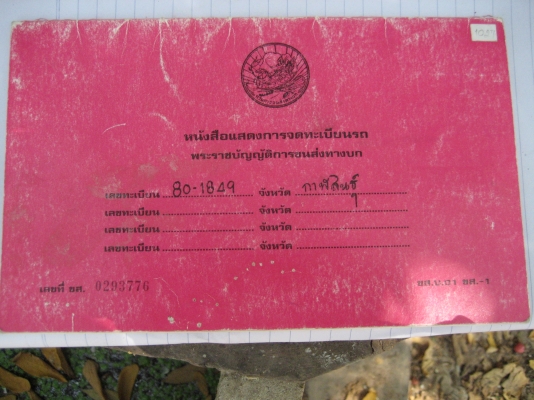 หนังสือแสดงการจดทะเบียนรถ
พระราชบัญญัติการขนส่งทางบก
เลขทะเบียน 80-1849 จังหวัด กาฬสินธุ์
เลขทะเบียน จังหวัด
เลขทะเบียน จังหวัด
เลขทะเบียน จังหวัด
เลขที่ ขส. 0293776